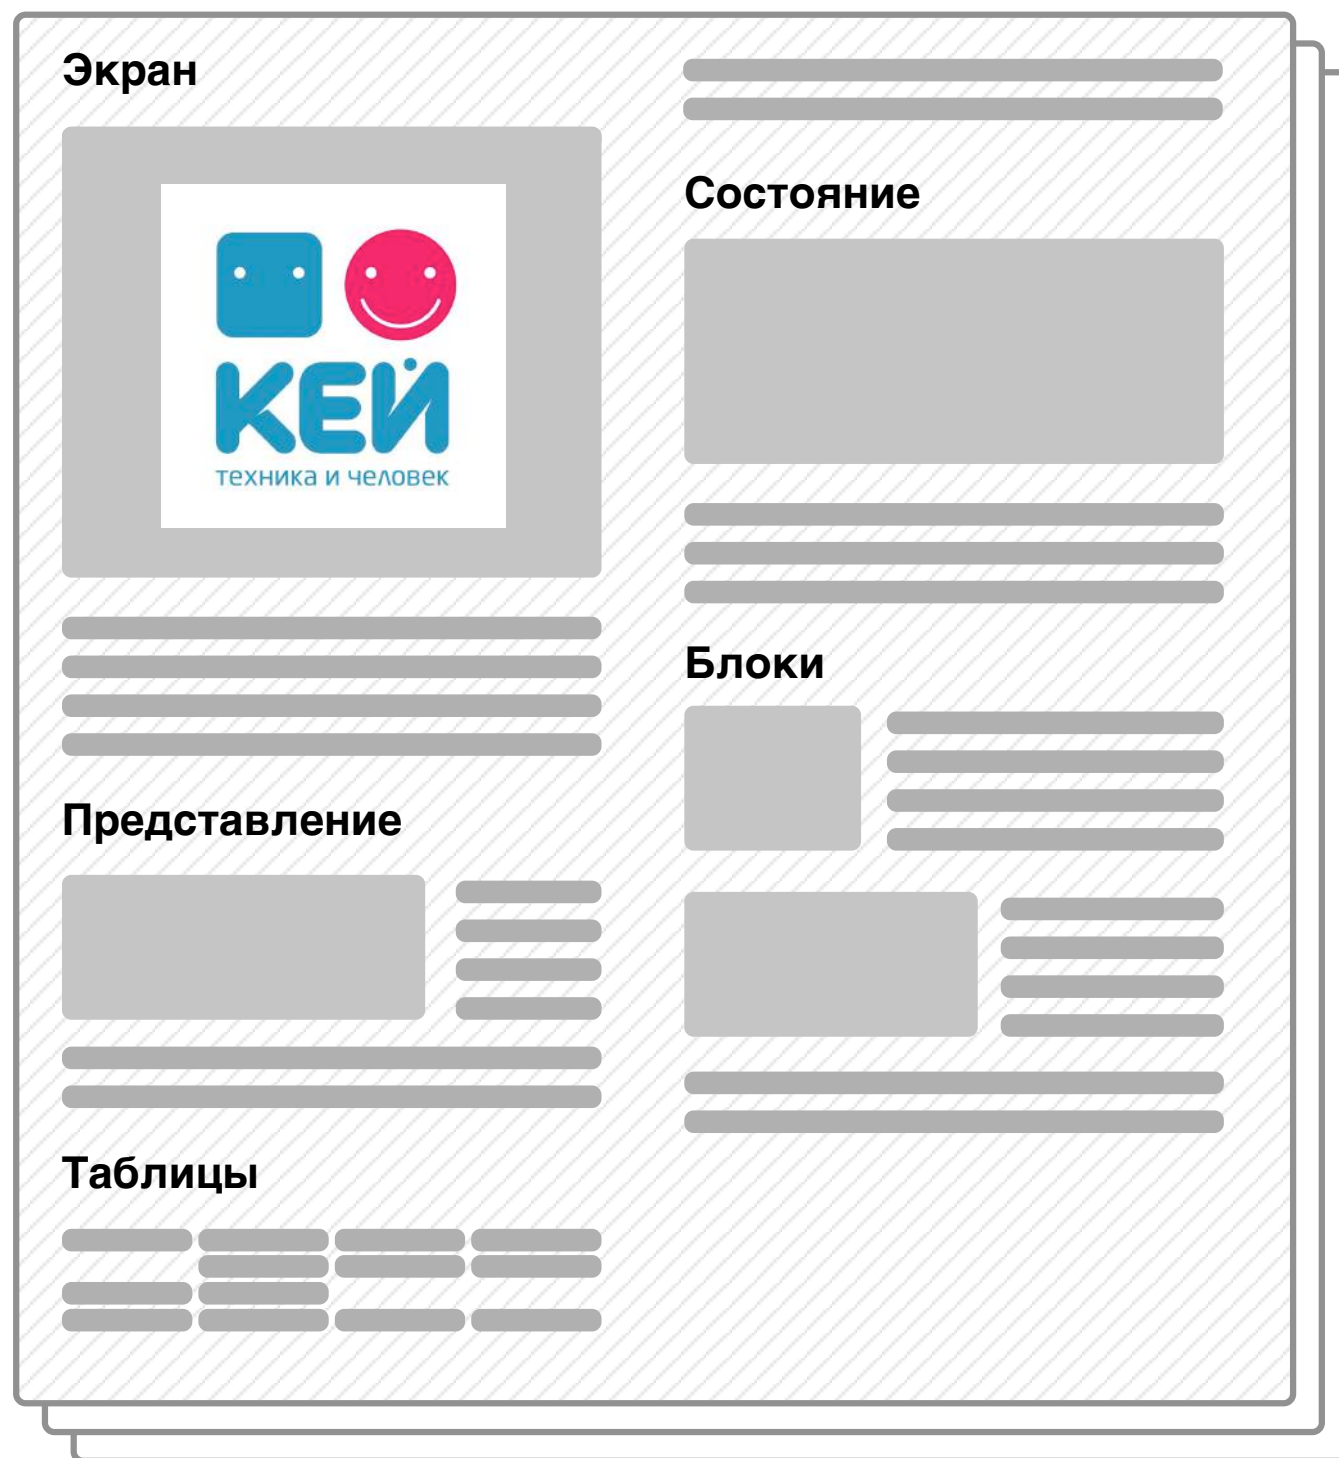 Экран
КЕЙ
техника и человек
Представление
Таблицы
Состояние
Блоки